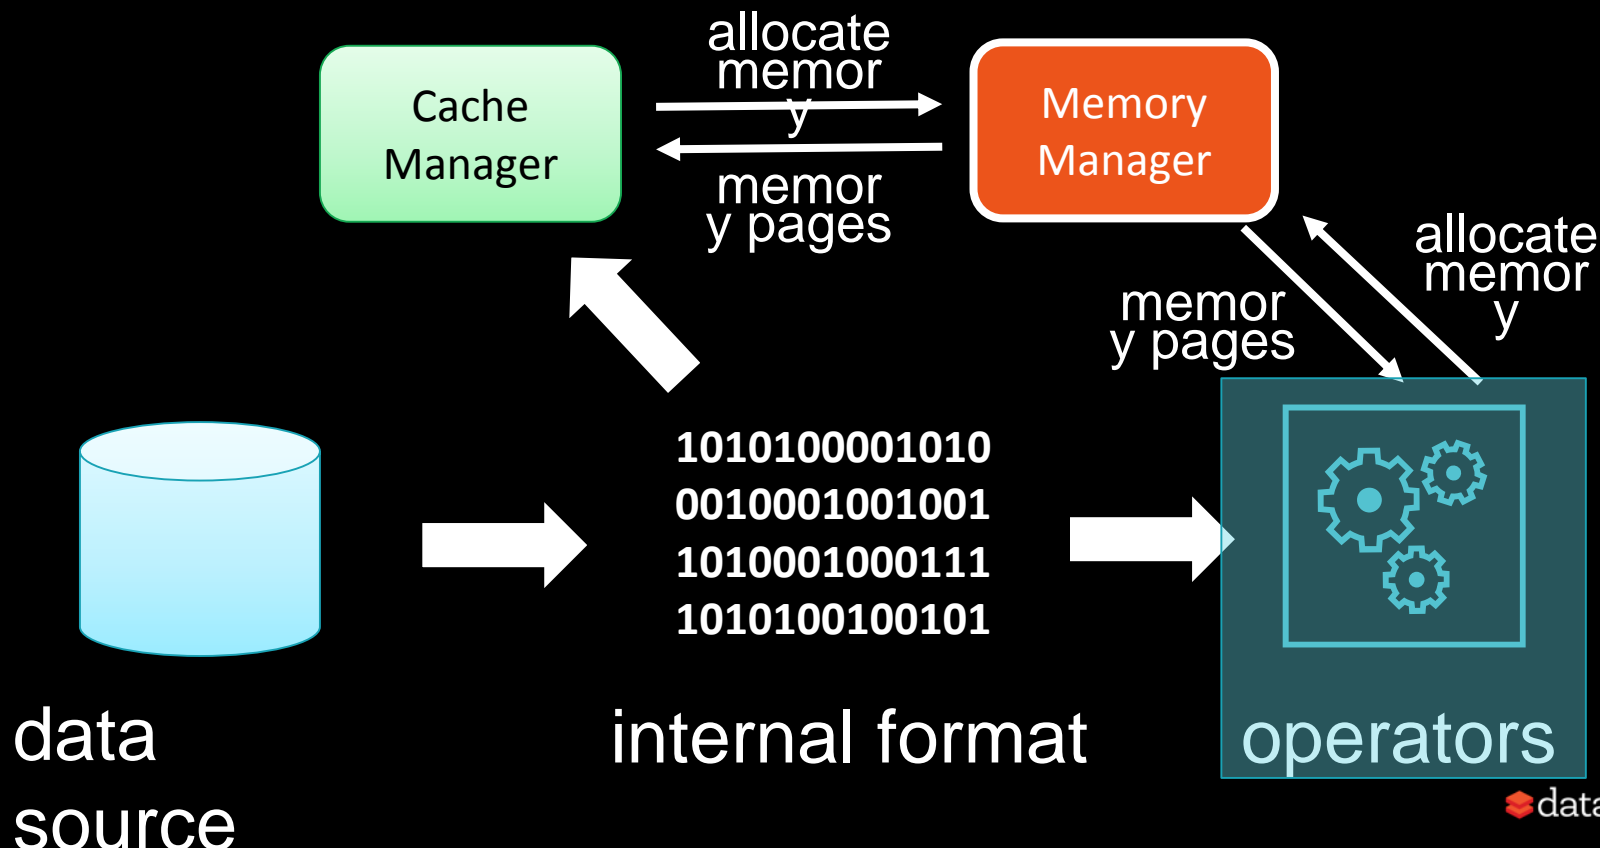 allocate
memor
y
Cache
Manager
Memory
Manager
memor
y pages
allocate
memor
y
memor
y pages
1010100001010
0010001001001
1010001000111
1010100100101
data
source
internal format
operators
data